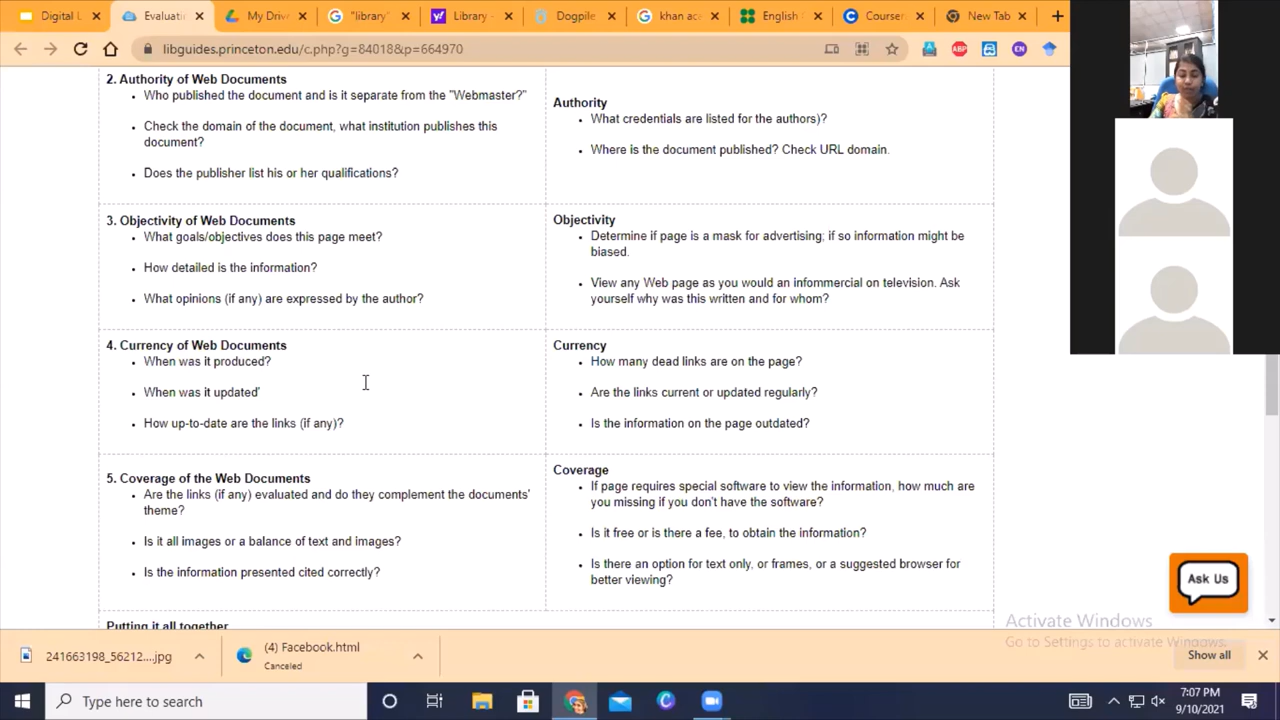 Digital L
Evaluatio
My Driv
"library"
Library -
Dogpile
khan aca
English
Courser
New Tab
libguides.princeton.edu/c.php?g=84018&p=664970
ABP
EN
2. Authority of Web Documents
Who published the document and is it separate from the "Webmaster?"
Check the domain of the document, what institution publishes this
document?
Does the publisher list his or her qualifications?
Authority
What credentials are listed for the authors)?
Where is the document published? Check URL domain.
3. Objectivity of Web Documents
What goals/objectives does this page meet?
How detailed is the information?
What opinions (if any) are expressed by the author?
Objectivity
Determine if page is a mask for advertising; if so information might be
biased.
View any Web page as you would an infommercial on television. Ask
yourself why was this written and for whom?
4. Currency of Web Documents
When was it produced?
When was it updated'
How up-to-date are the links (if any)?
Currency
How many dead links are on the page?
Are the links current or updated regularly?
Is the information on the page outdated?
5. Coverage of the Web Documents
Are the links (if any) evaluated and do they complement the documents'
theme?
Is it all images or a balance of text and images?
Is the information presented cited correctly?
Coverage
If page requires special software to view the information, how much are
you missing if you don't have the software?
Is it free or is there a fee, to obtain the information?
Is there an option for text only, or frames, or a suggested browser for
better viewing?
Putting it all together
Ask Us
Activate Windows
Go to Settings to activate Windows.
241663198_56212....jpg
(4) Facebook.html
Canceled
Show all
Type here to search
7:07 PM
9/10/2021